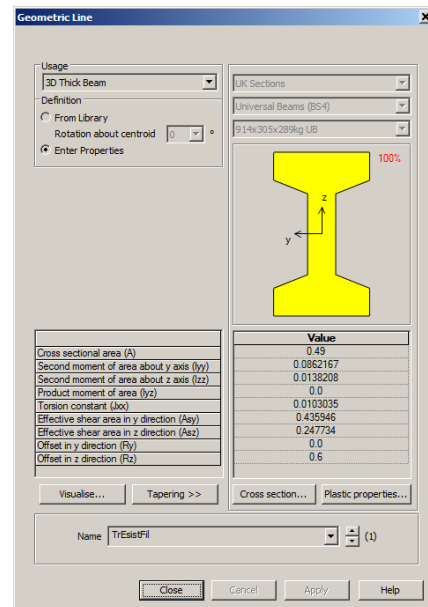 Geometric Line
Usage
3D Thick Beam
Definition
From Library
Rotation about centroid 0 °
Enter Properties
UK Sections
Universal Beams (BS4)
914x305x289kg UB
100%
z
y
Value
Cross sectional area (A) 0.49
Second moment of area about y axis (Iyy) 0.0862167
Second moment of area about z axis (Izz) 0.0138208
Product moment of area (Iyz) 0.0
Torsion constant (Jxx) 0.0103035
Effective shear area in y direction (Asy) 0.435946
Effective shear area in z direction (Asz) 0.247734
Offset in y direction (Ry) 0.0
Offset in z direction (Rz) 0.6
Visualise... Tapering >> Cross section... Plastic properties...
Name TrEsistFil (1)
Close Cancel Apply Help